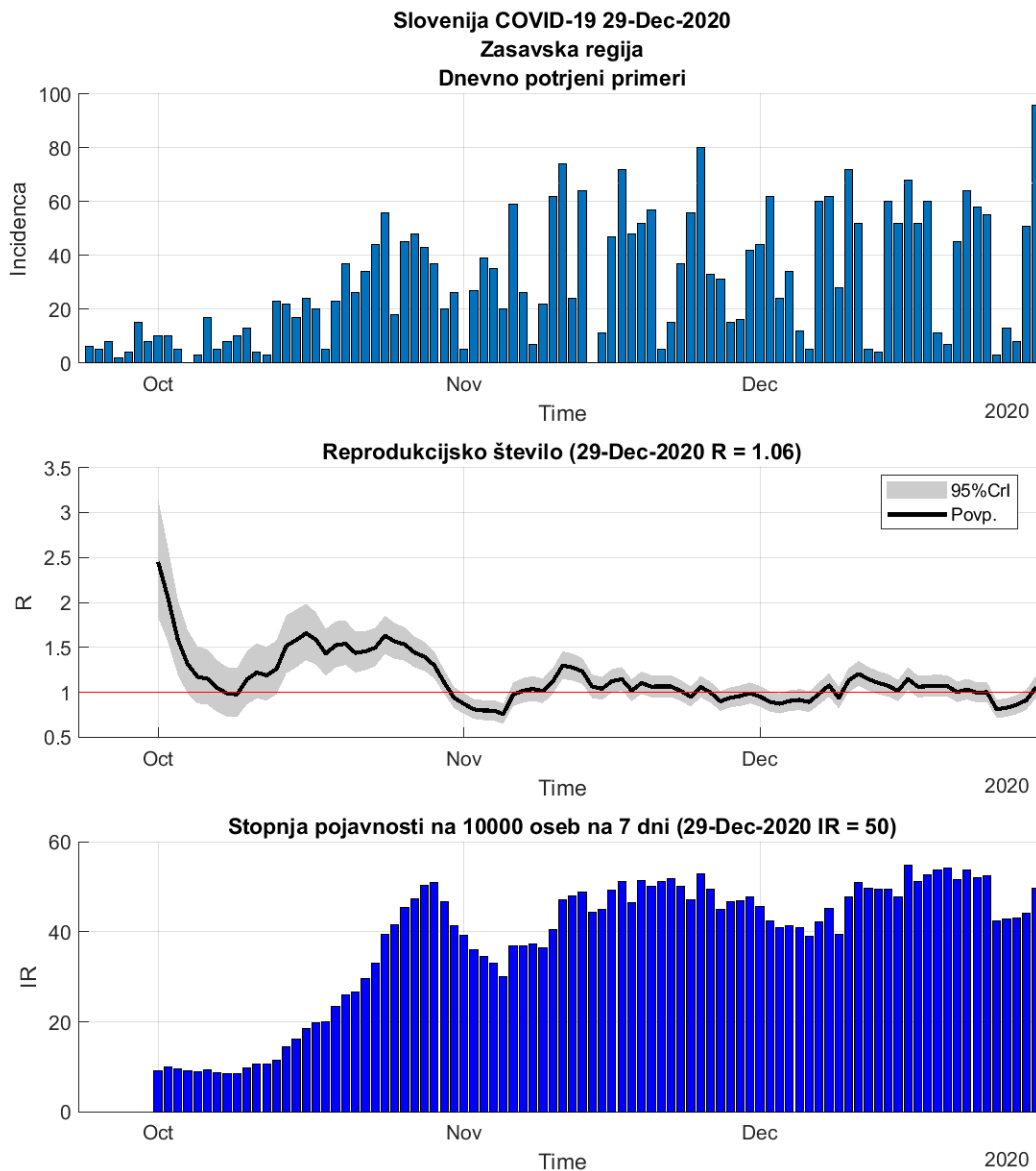 Slovenija COVID-19 29-Dec-2020
Zasavska regija
Dnevno potrjeni primeri
100
80
60
40
20
0
Incidenca
Oct
Nov
Dec
Time
2020
Reprodukcijsko število (29-Dec-2020 R = 1.06)
3.5
3
2.5
2
1.5
1
0.5
R
95%CrI
Povp.
Oct
Nov
Dec
Time
2020
Stopnja pojavnosti na 10000 oseb na 7 dni (29-Dec-2020 IR = 50)
60
40
20
0
IR
Oct
Nov
Dec
Time
2020